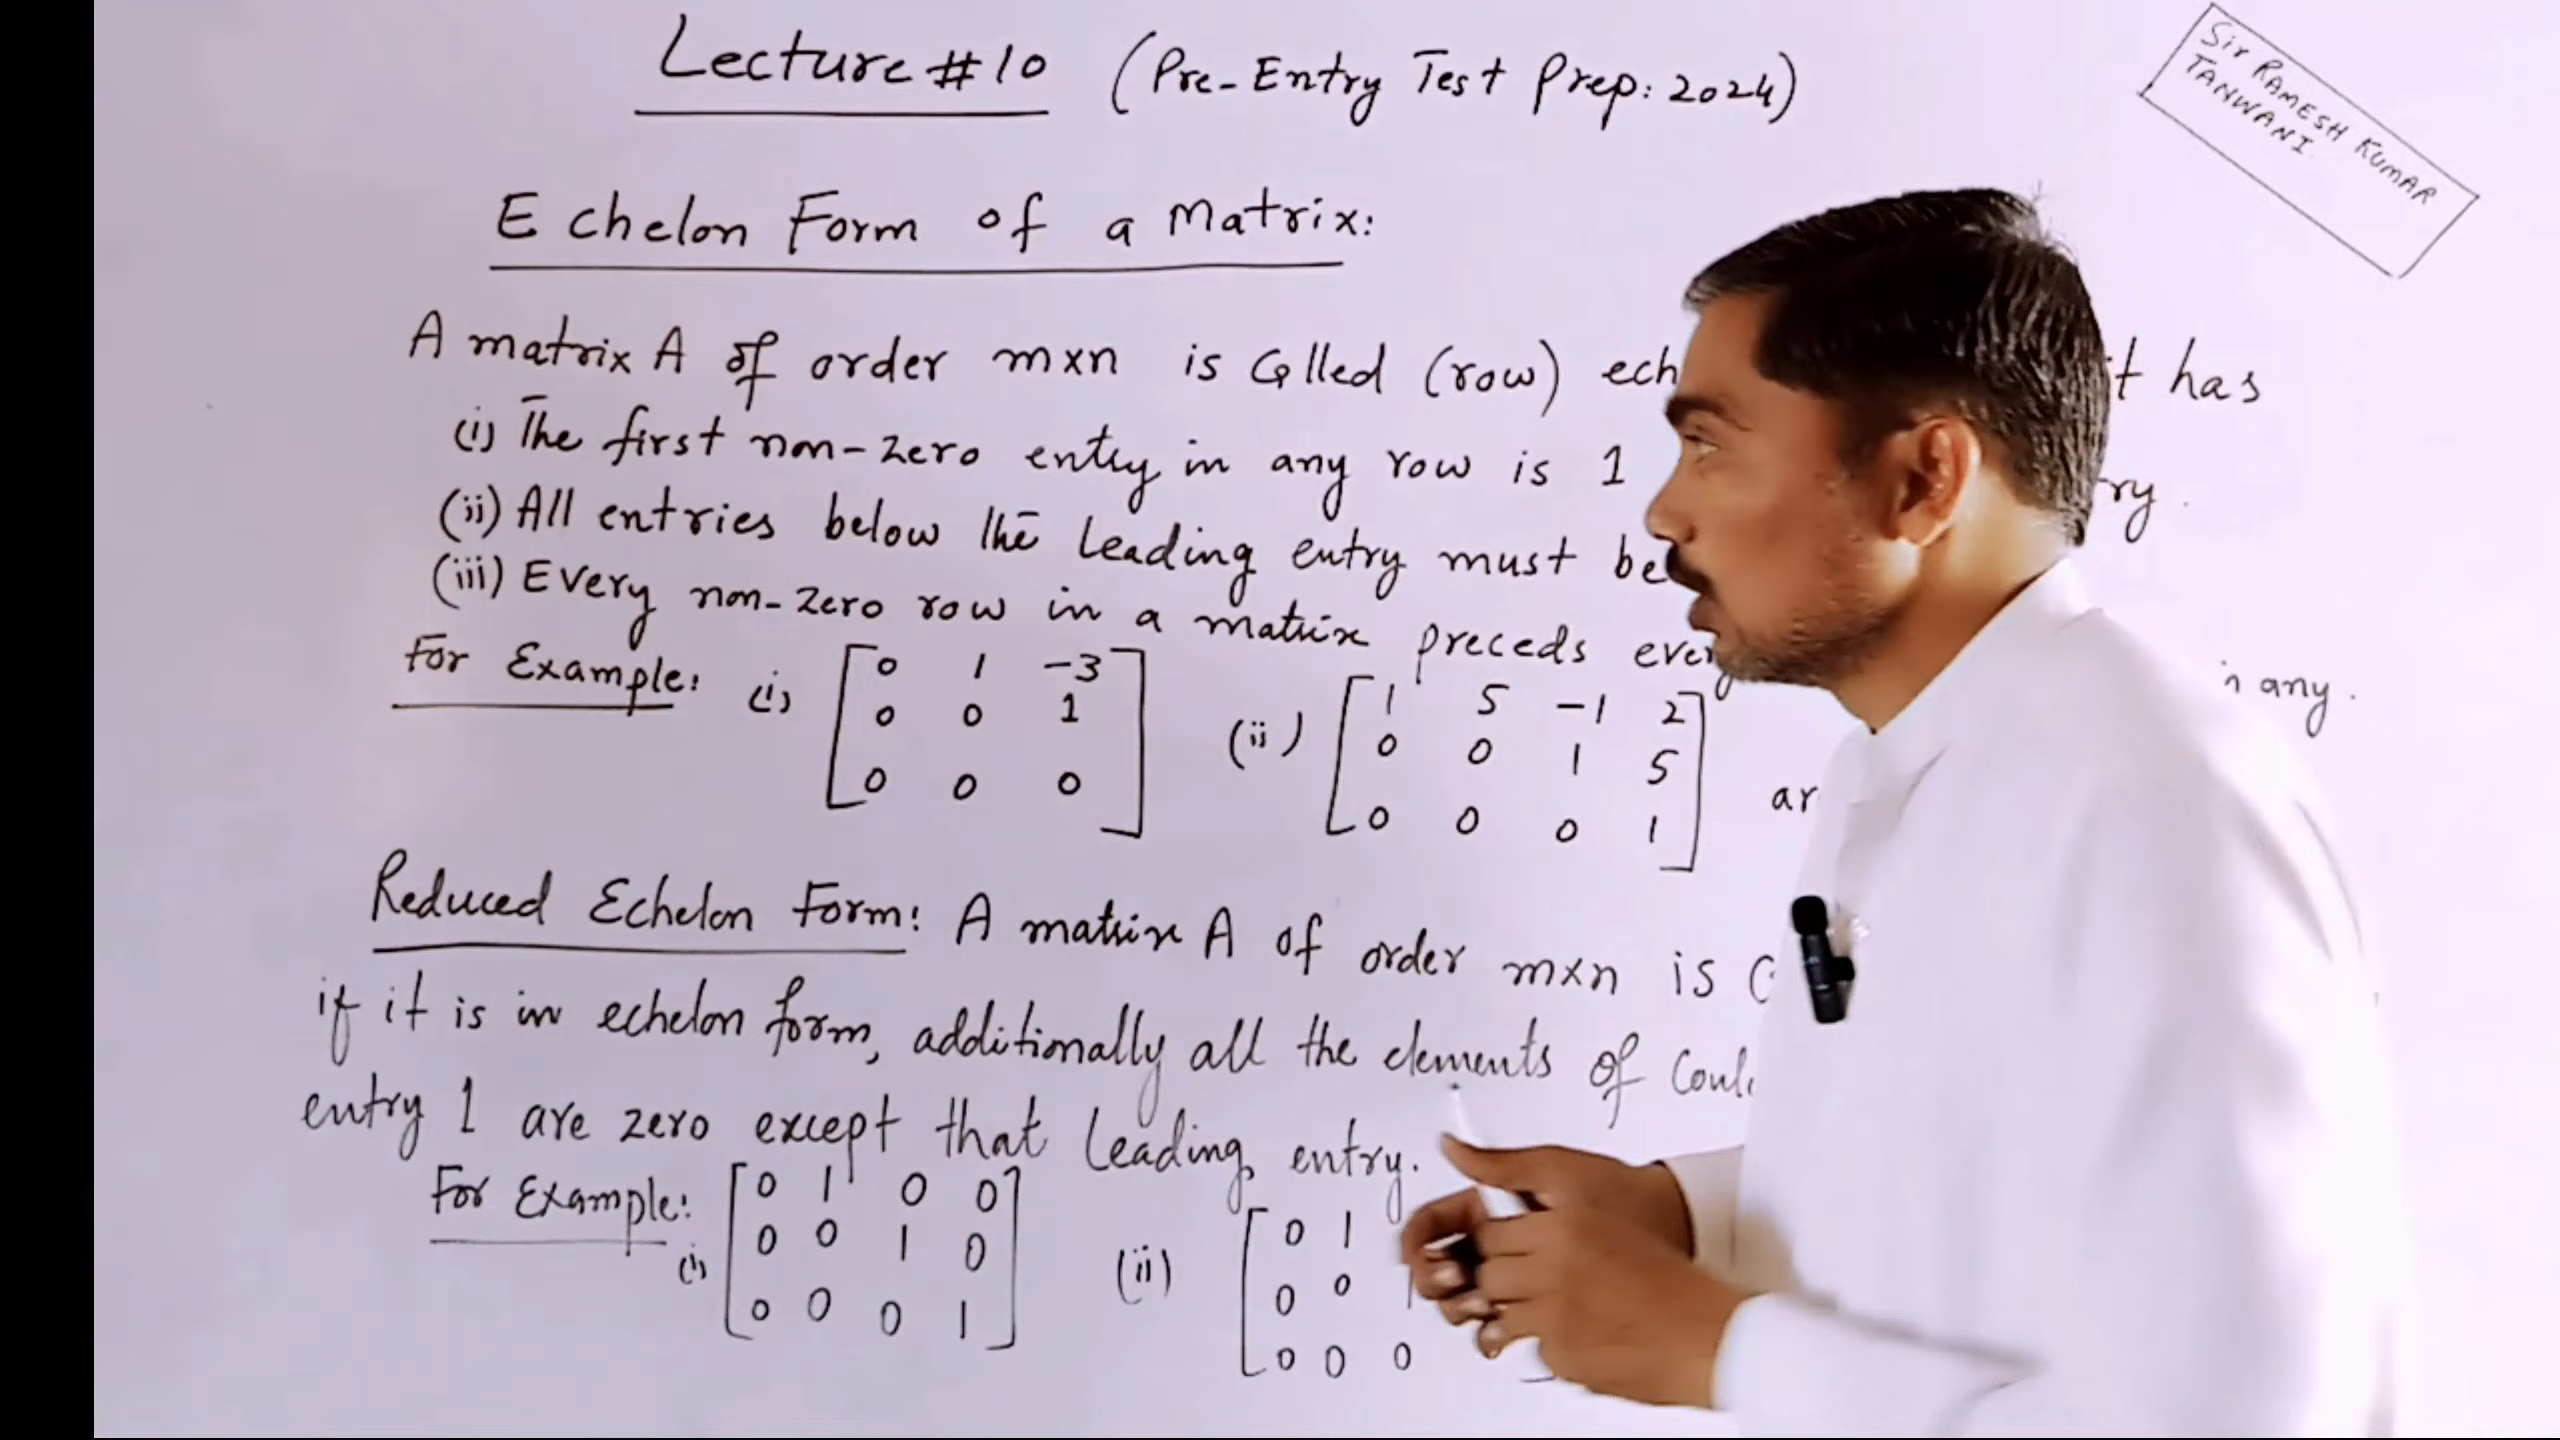 Lecture #10 (Pre-Entry Test Prep: 2024)
Sir RAMESH KUMAR
TANWANI.
Echelon Form of a Matrix:
A matrix A of order m×n is called (row) ech t has
(i) The first non-zero entry in any row is 1 ry.
(ii) All entries below the leading entry must be
(iii) Every non-zero row in a matrix preceds ever n any.
For Example: (i) [0 1 -3
0 0 1
0 0 0]
(ii) [1 5 -1 2
0 0 1 5
0 0 0 1] ar
Reduced Echelon Form: A matrix A of order m×n is C
if it is in echelon form, additionally all the elements of Coul
entry 1 are zero except that leading entry.
For Example:
(i) [0 1 0 0
0 0 1 0
0 0 0 1]
(ii) [0 1
0 0 1
0 0 0